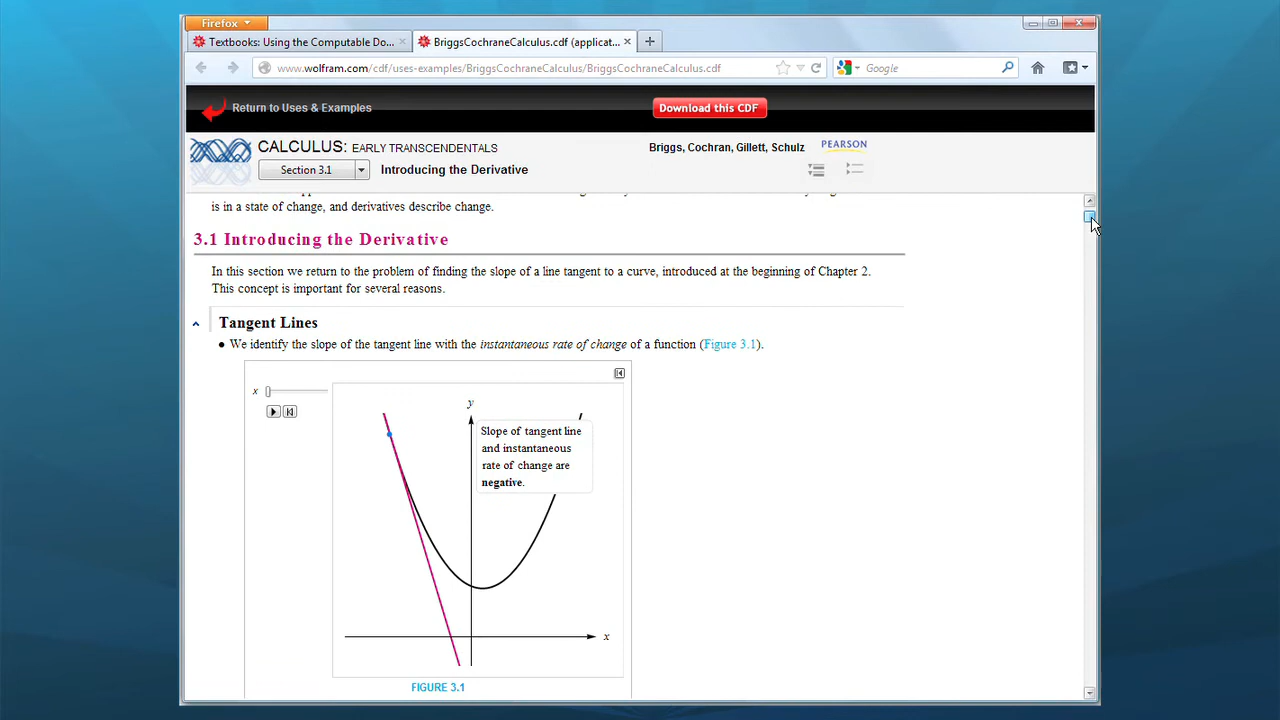 Firefox
Textbooks: Using the Computable Do...
BriggsCochraneCalculus.cdf (applicat...
www.wolfram.com/cdf/uses-examples/BriggsCochraneCalculus/BriggsCochraneCalculus.cdf
Google
Return to Uses & Examples
Download this CDF
CALCULUS: EARLY TRANSCENDENTALS
Briggs, Cochran, Gillett, Schulz
PEARSON
Section 3.1
Introducing the Derivative
is in a state of change, and derivatives describe change.
3.1 Introducing the Derivative
In this section we return to the problem of finding the slope of a line tangent to a curve, introduced at the beginning of Chapter 2.
This concept is important for several reasons.
Tangent Lines
● We identify the slope of the tangent line with the instantaneous rate of change of a function (Figure 3.1).
x
y
Slope of tangent line
and instantaneous
rate of change are
negative.
x
FIGURE 3.1